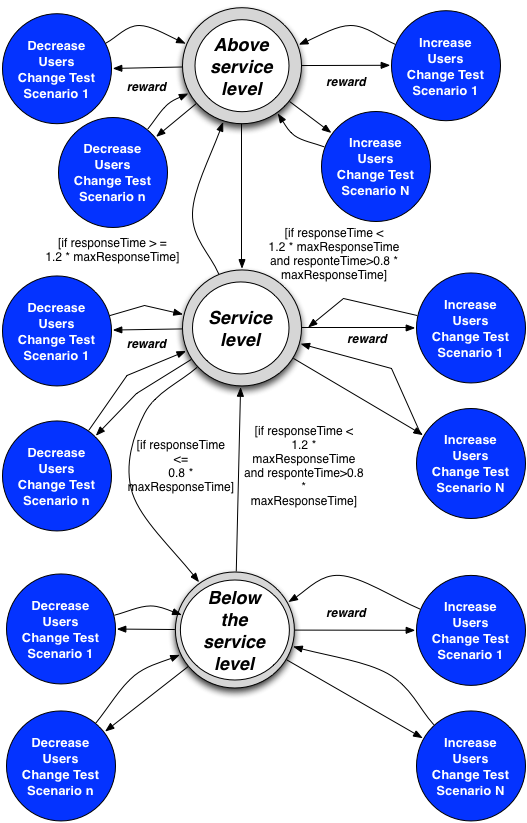 Decrease
Users
Change Test
Scenario 1
Above
service
level
Increase
Users
Change Test
Scenario 1
reward
reward
Decrease
Users
Change Test
Scenario n
Increase
Users
Change Test
Scenario N
[if responseTime > =
1.2 * maxResponseTime]
[if responseTime <
1.2 * maxResponseTime
and responteTime>0.8 *
maxResponseTime]
Decrease
Users
Change Test
Scenario 1
Service
level
Increase
Users
Change Test
Scenario 1
reward
reward
Decrease
Users
Change Test
Scenario n
[if responseTime
<=
0.8 *
maxResponseTime]
[if responseTime <
1.2 *
maxResponseTime
and responteTime>0.8
*
maxResponseTime]
Increase
Users
Change Test
Scenario N
Decrease
Users
Change Test
Scenario 1
Below
the
service
level
reward
Increase
Users
Change Test
Scenario 1
Decrease
Users
Change Test
Scenario n
Increase
Users
Change Test
Scenario N